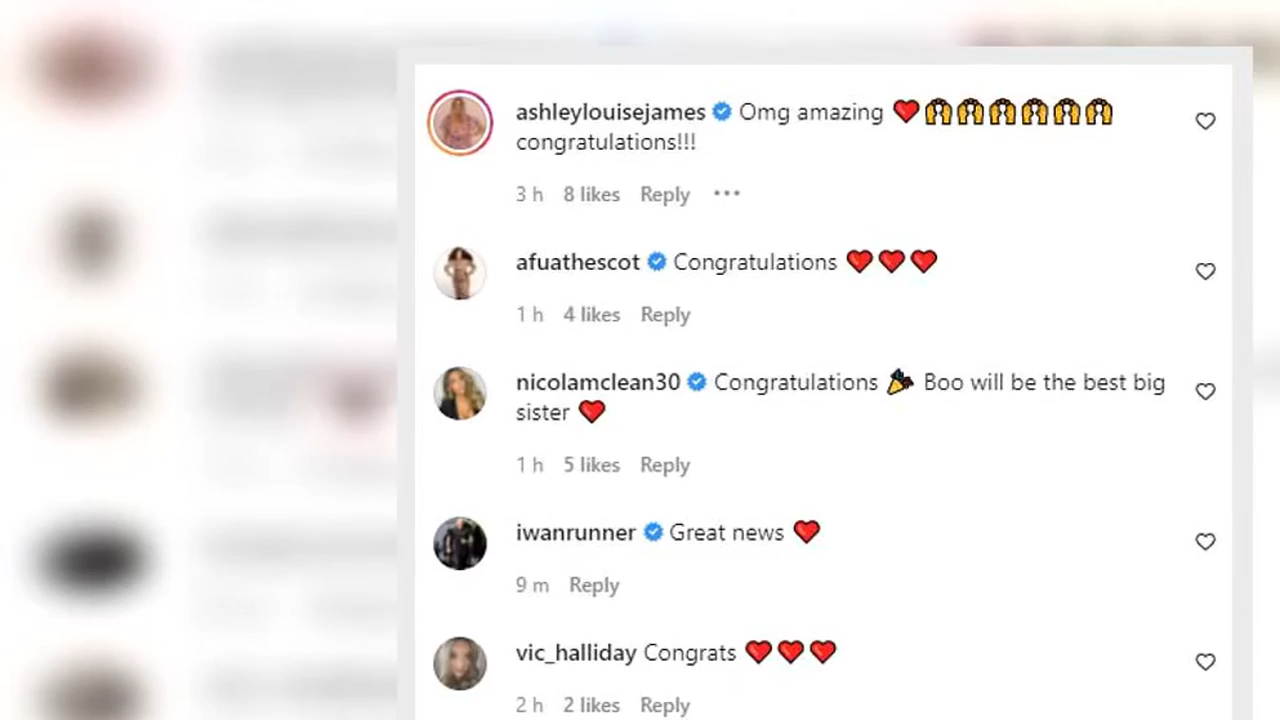 ashleylouisejames Omg amazing ❤️🙌🙌🙌🙌🙌🙌
congratulations!!!
3 h 8 likes Reply •••
afuathescot Congratulations ❤️❤️❤️
1 h 4 likes Reply
nicolamclean30 Congratulations 🎉 Boo will be the best big
sister ❤️
1 h 5 likes Reply
iwanrunner Great news ❤️
9 m Reply
vic_halliday Congrats ❤️❤️❤️
2 h 2 likes Reply